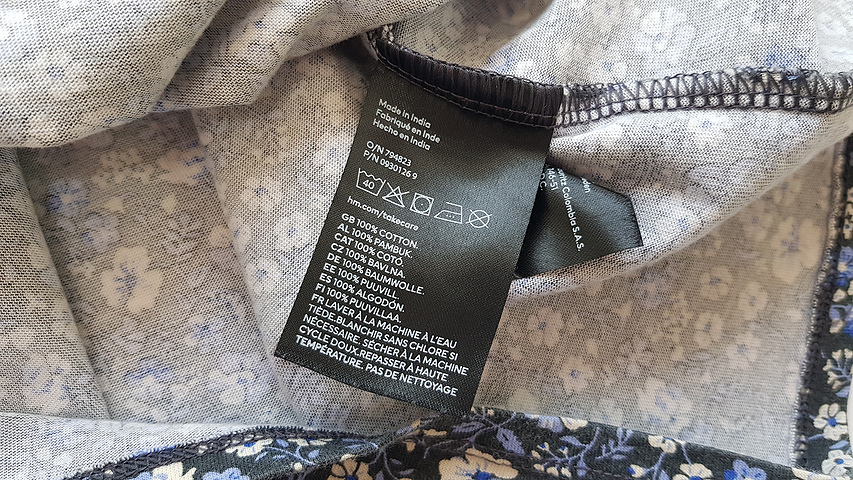 Made in India
Fabriqué en Inde
Hecho en India
O/N 794823
P/N 0930126 9
40
hm.com/takecare
GB 100% COTTON.
AL 100% PAMBUK.
CAT 100% COTÓ
CZ 100% BAVLNA.
DE 100% BAUMWOLLE.
EE 100% PUUVILL.
ES 100% ALGODÓN.
FI 100% PUUVILLAA.
FR LAVER À LA MACHINE À L'EAU
TIÈDE.BLANCHIR SANS CHLORE SI
NÉCESSAIRE. SÉCHER À LA MACHINE
CYCLE DOUX.REPASSER À HAUTE
TEMPÉRATURE. PAS DE NETTOYAGE
Colombia S.A.S.
146-51